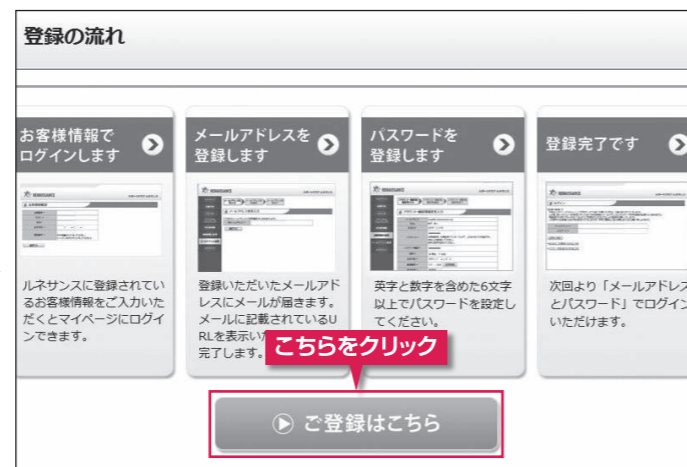 登録の流れ
お客様情報で
ログインします
メールアドレスを
登録します
パスワードを
登録します
登録完了です
RENAISSANCE
RENAISSANCE
RENAISSANCE
RENAISSANCE
ルネサンスに登録されてい
るお客様情報をご入力いた
だくとマイページにログイ
ンできます。
登録いただいたメールアド
レスにメールが届きます。
メールに記載されているU
RLを表示いた
完了します。
英字と数字を含めた6文字
以上でパスワードを設定し
てください。
次回より「メールアドレス
とパスワード」でログイン
いただけます。
こちらをクリック
ご登録はこちら